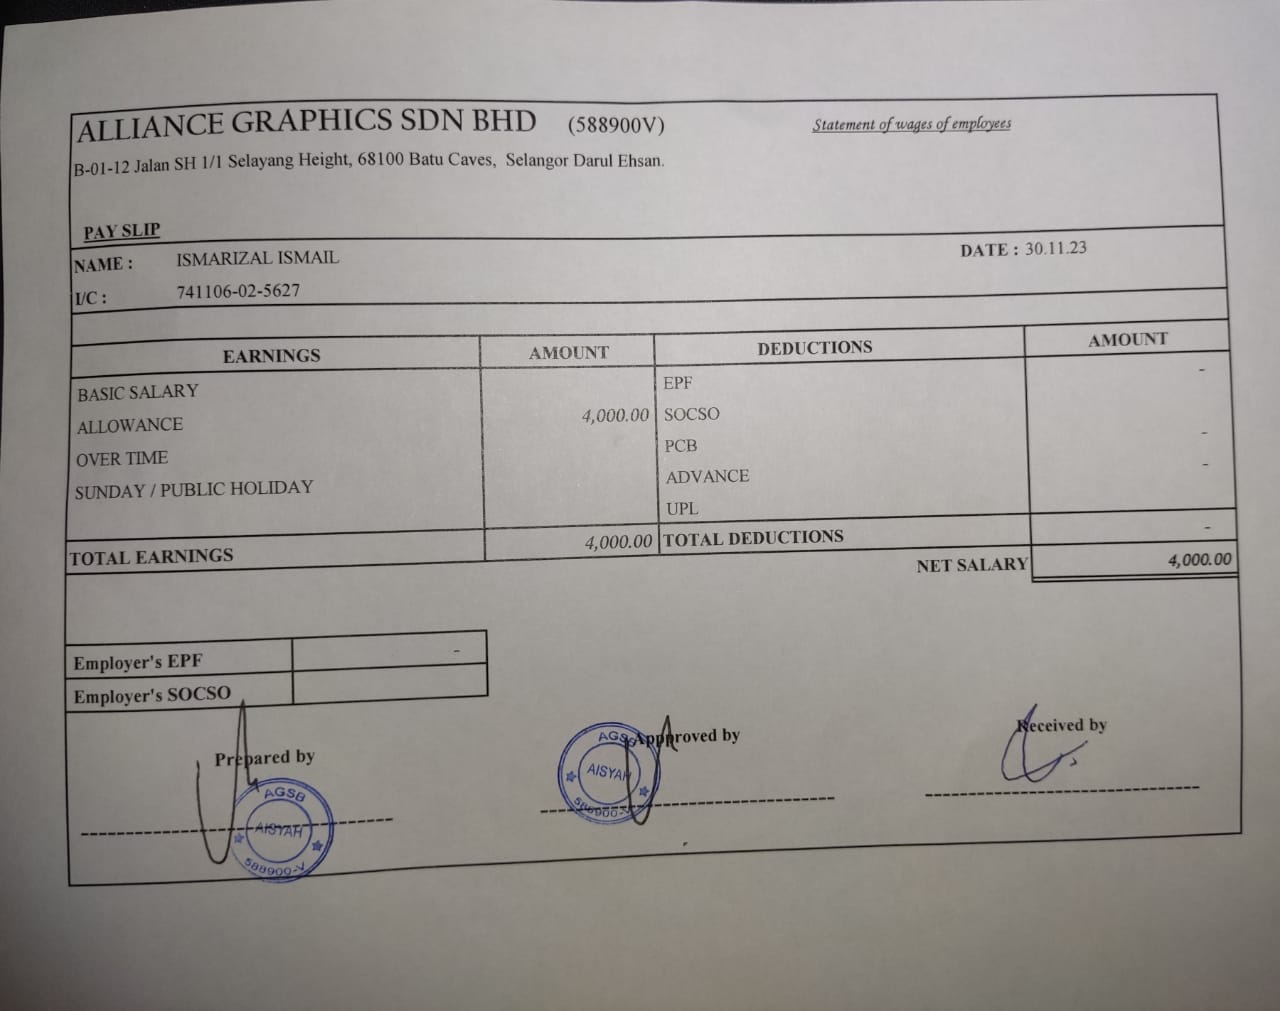 ALLIANCE GRAPHICS SDN BHD (588900V) Statement of wages of employees
B-01-12 Jalan SH 1/1 Selayang Height, 68100 Batu Caves, Selangor Darul Ehsan.
PAY SLIP
NAME : ISMARIZAL ISMAIL DATE : 30.11.23
I/C : 741106-02-5627
EARNINGS AMOUNT DEDUCTIONS AMOUNT
BASIC SALARY EPF -
ALLOWANCE 4,000.00 SOCSO
OVER TIME PCB -
SUNDAY / PUBLIC HOLIDAY ADVANCE -
UPL
TOTAL EARNINGS 4,000.00 TOTAL DEDUCTIONS -
NET SALARY 4,000.00
Employer's EPF -
Employer's SOCSO
Prepared by Appproved by Received by
AGSB AISYAH 588900-V
AGSB AISYAH 588900-V